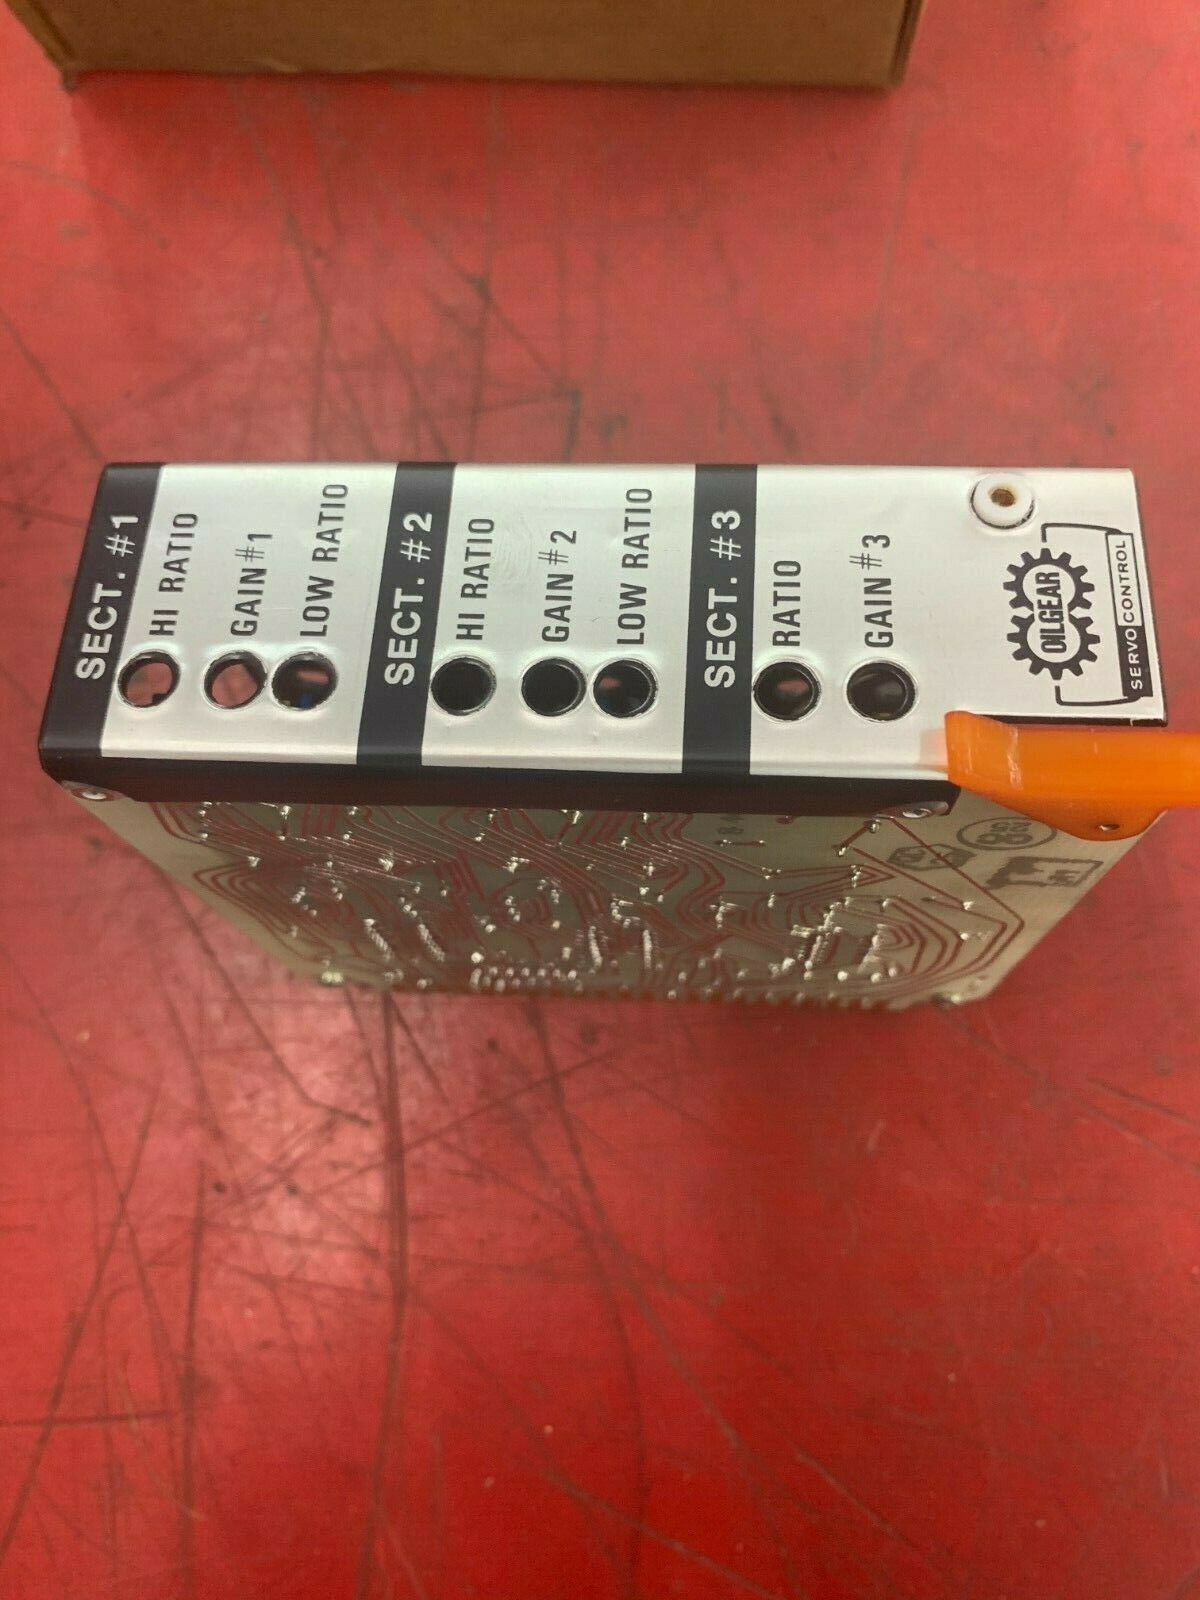 SECT. #1
HI RATIO
GAIN #1
LOW RATIO
SECT. #2
HI RATIO
GAIN #2
LOW RATIO
SECT. #3
RATIO
GAIN #3
OILGEAR
SERVO CONTROL